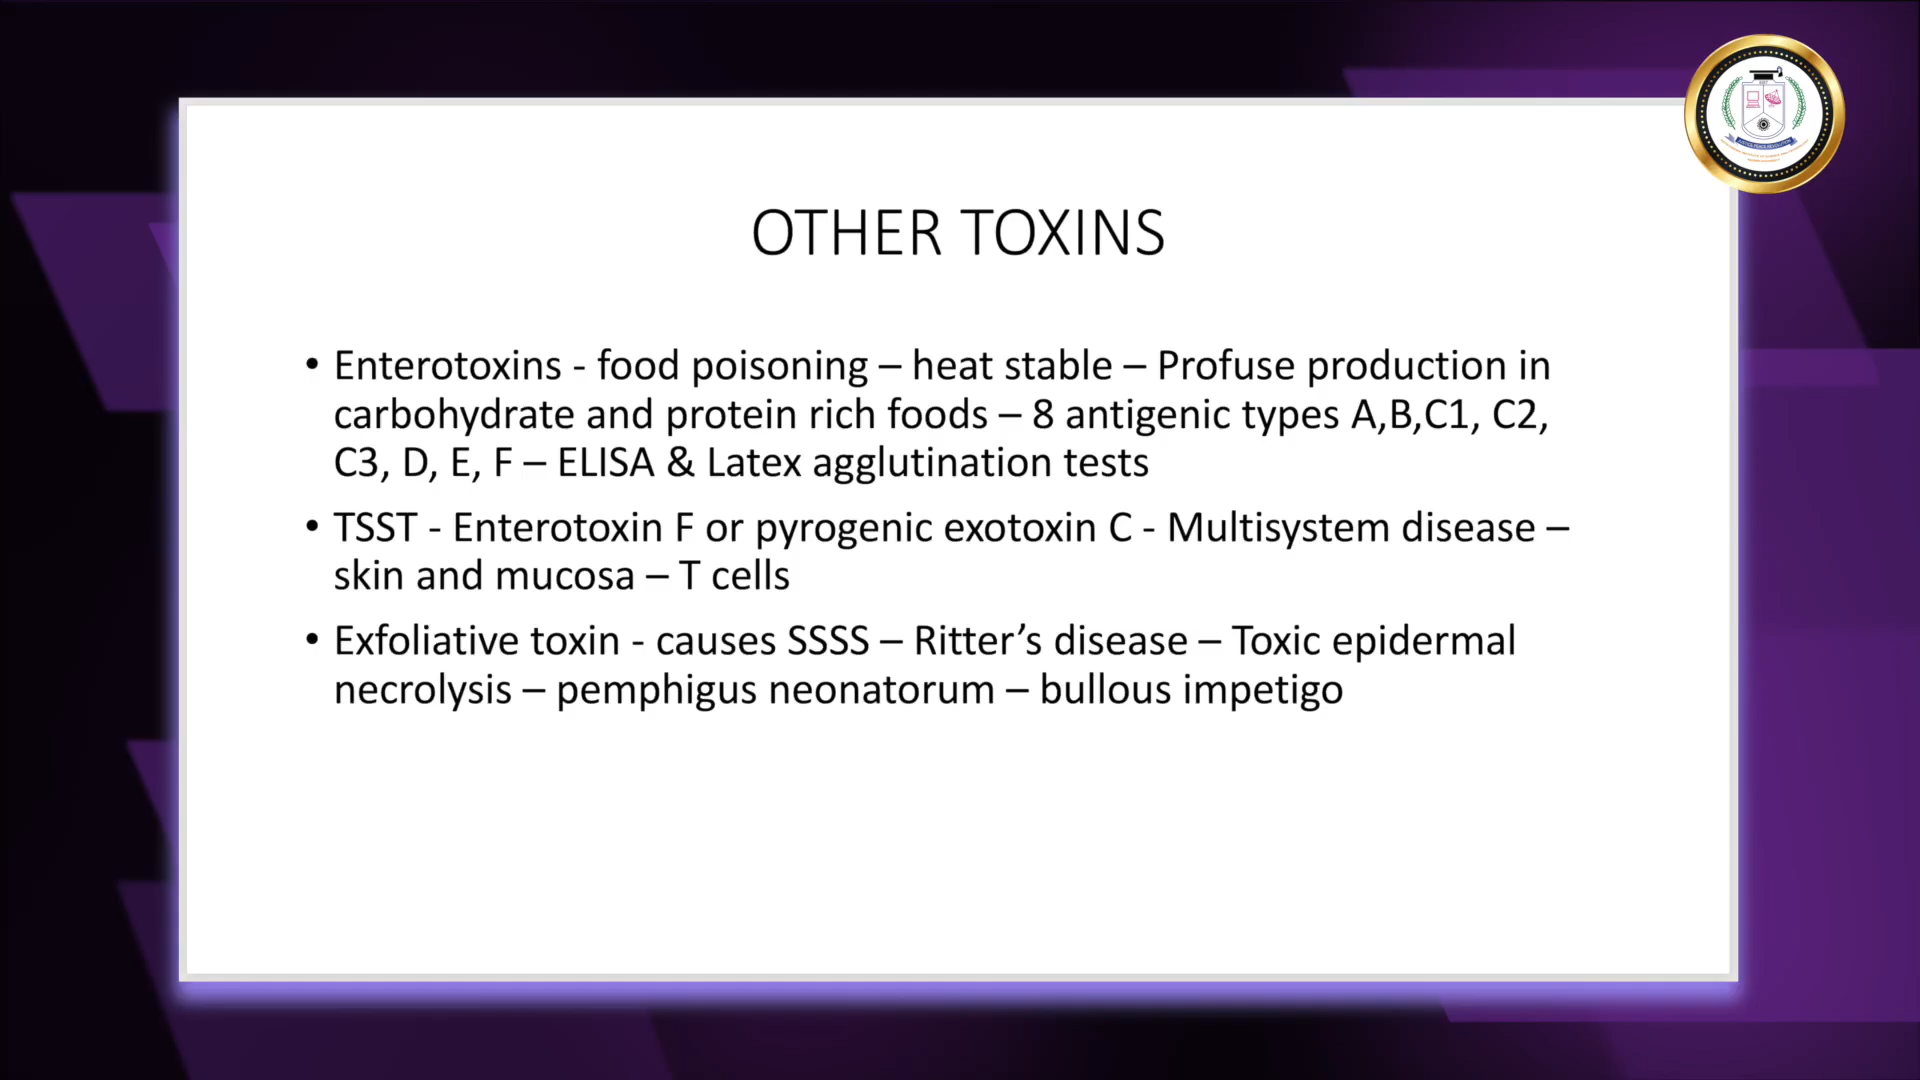 OTHER TOXINS
• Enterotoxins - food poisoning – heat stable – Profuse production in
carbohydrate and protein rich foods – 8 antigenic types A,B,C1, C2,
C3, D, E, F – ELISA & Latex agglutination tests
• TSST - Enterotoxin F or pyrogenic exotoxin C - Multisystem disease –
skin and mucosa – T cells
• Exfoliative toxin - causes SSSS – Ritter’s disease – Toxic epidermal
necrolysis – pemphigus neonatorum – bullous impetigo